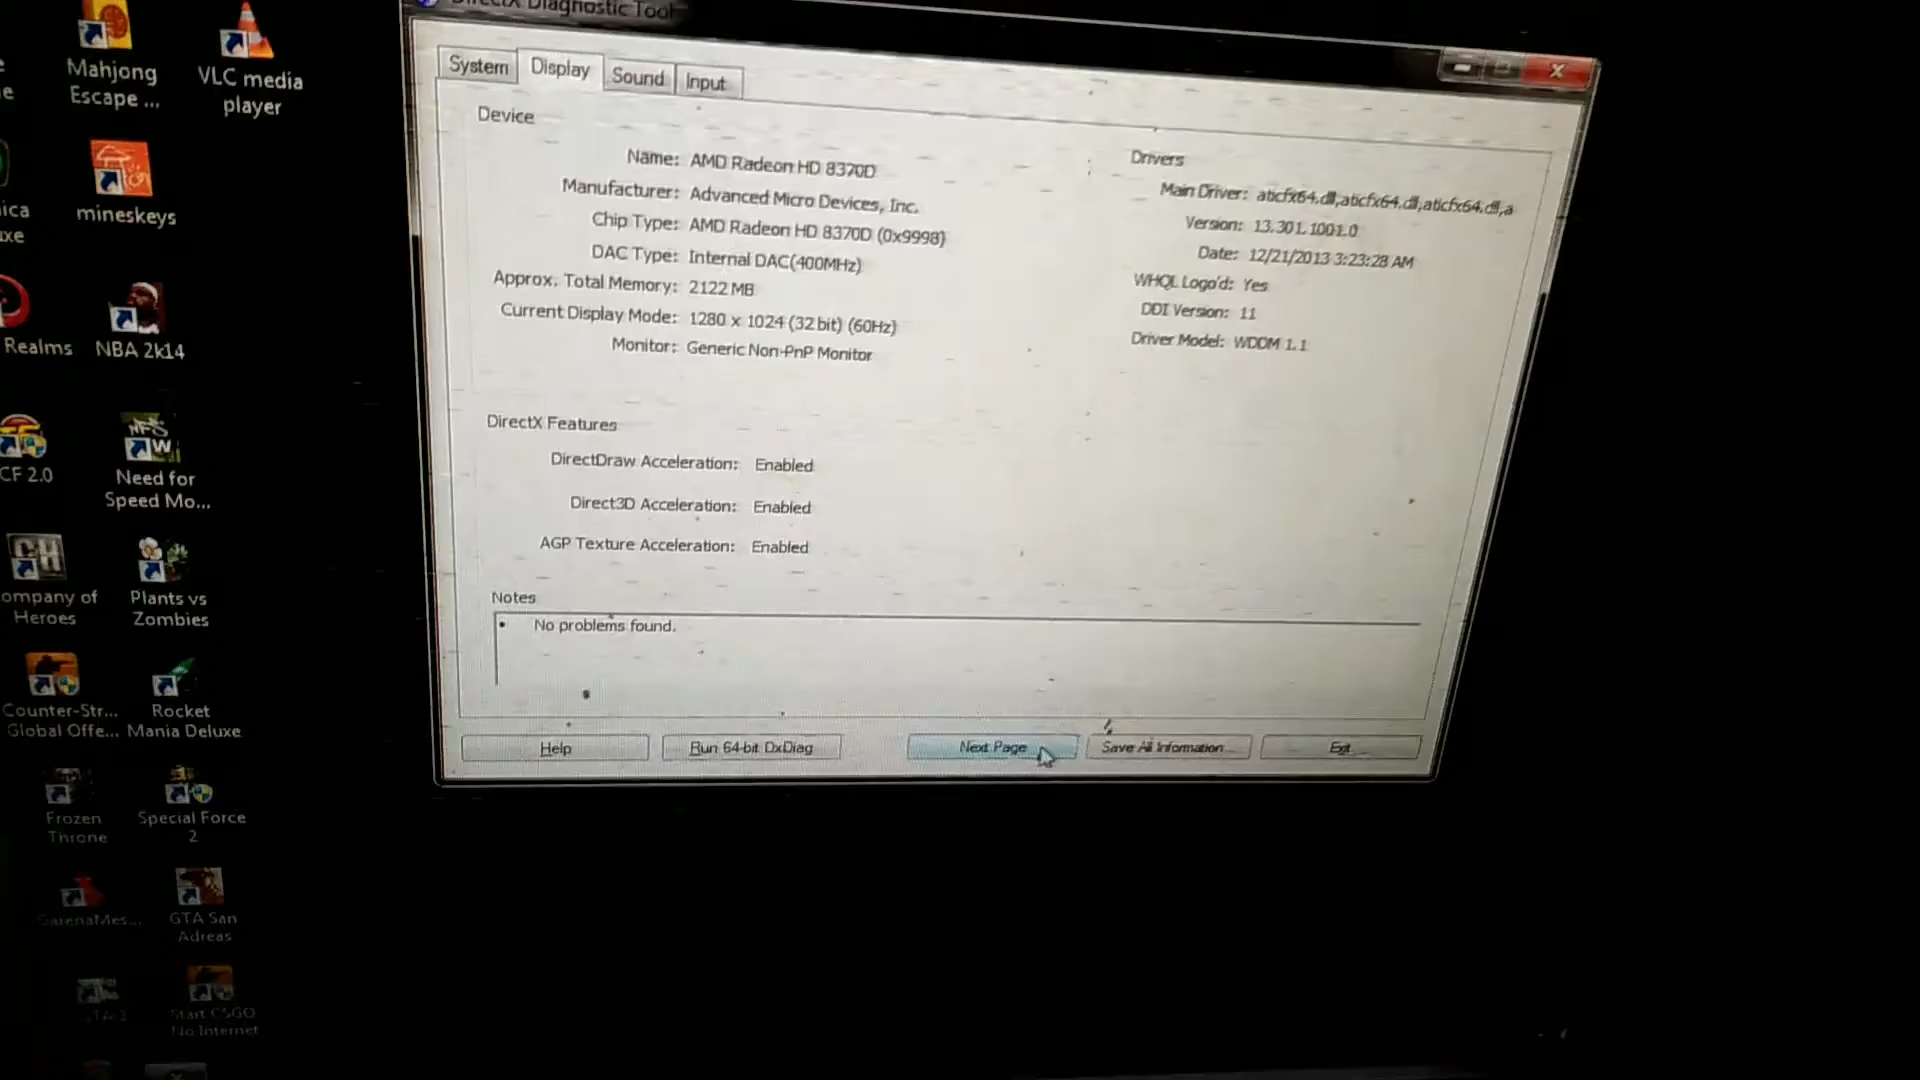 DirectX Diagnostic Tool
System
Display
Sound
Input
Device
Name: AMD Radeon HD 8370D
Manufacturer: Advanced Micro Devices, Inc.
Chip Type: AMD Radeon HD 8370D (0x9998)
DAC Type: Internal DAC(400MHz)
Approx. Total Memory: 2122 MB
Current Display Mode: 1280 x 1024 (32 bit) (60Hz)
Monitor: Generic Non-PnP Monitor
Drivers
Main Driver: aticfx64.dll,aticfx64.dll,aticfx64.dll,a
Version: 13.301.1001.0
Date: 12/21/2013 3:23:28 AM
WHQL Logo'd: Yes
DDI Version: 11
Driver Model: WDDM 1.1
DirectX Features
DirectDraw Acceleration: Enabled
Direct3D Acceleration: Enabled
AGP Texture Acceleration: Enabled
Notes
• No problems found.
Help
Run 64-bit DxDiag
Next Page
Save All Information...
Exit
Mahjong
Escape ...
VLC media
player
mineskeys
Realms
NBA 2k14
CF 2.0
NFS
W
Need for
Speed Mo...
CH
ompany of
Heroes
Plants vs
Zombies
Counter-Str...
Global Offe...
Rocket
Mania Deluxe
Frozen
Throne
Special Force
2
GarenaMes...
GTA San
Adreas
Start CSGO
No Internet